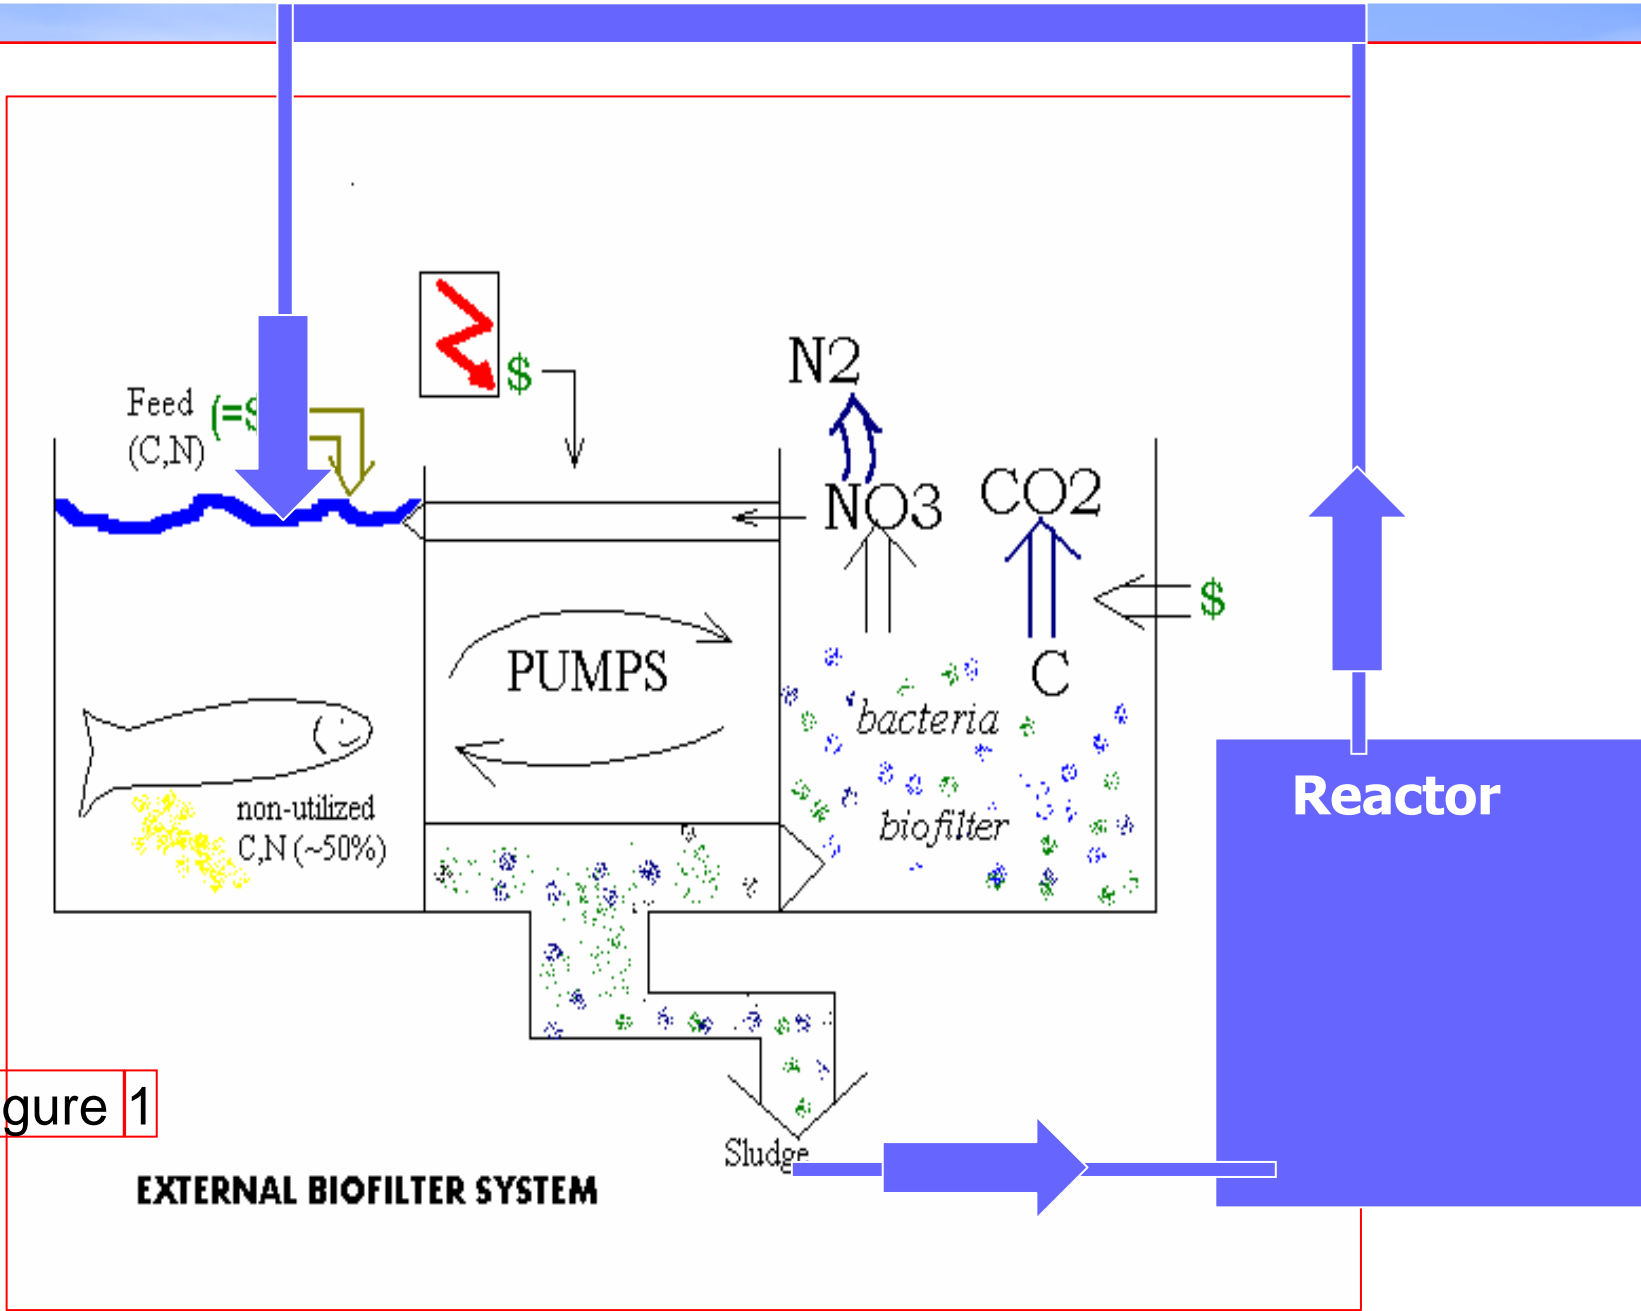 $
N2
Feed (=$
(C,N)
NO3
CO2
$
PUMPS
C
bacteria
Reactor
non-utilized
C,N (~50%)
biofilter
gure 1
Sludge
EXTERNAL BIOFILTER SYSTEM